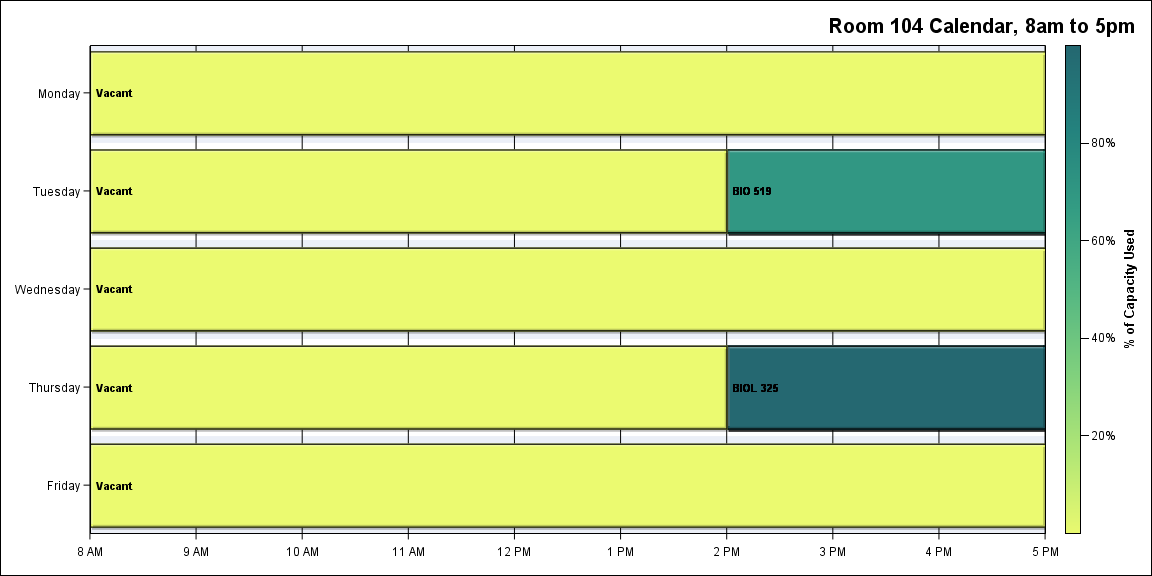 Room 104 Calendar, 8am to 5pm
Monday
Vacant
Tuesday
Vacant
BIO 519
Wednesday
Vacant
Thursday
Vacant
BIOL 325
Friday
Vacant
8 AM 9 AM 10 AM 11 AM 12 PM 1 PM 2 PM 3 PM 4 PM 5 PM
80%
60%
40%
20%
% of Capacity Used